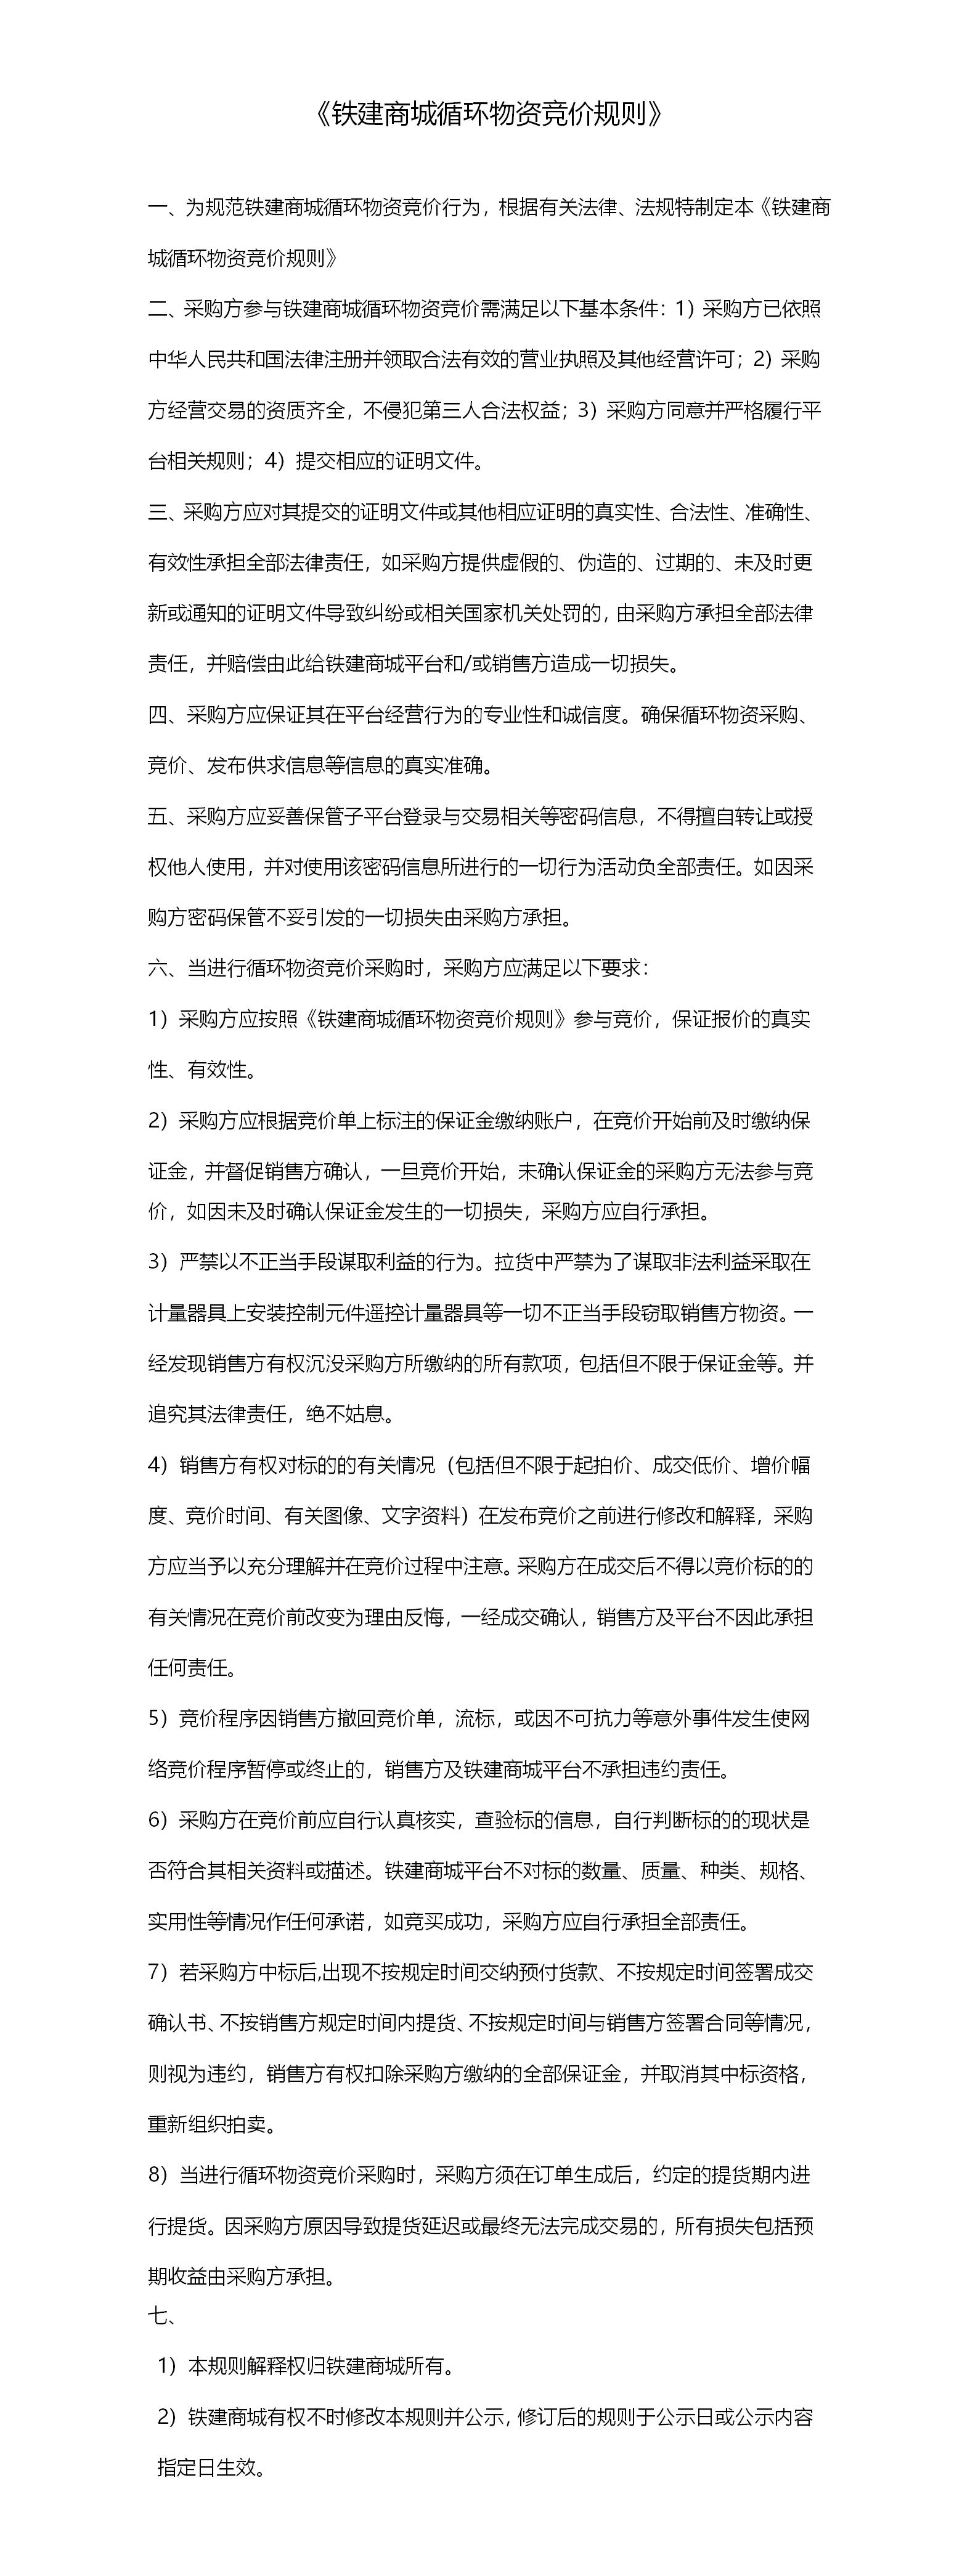 《铁建商城循环物资竞价规则》
一、为规范铁建商城循环物资竞价行为，根据有关法律、法规特制定本《铁建商
城循环物资竞价规则》
二、采购方参与铁建商城循环物资竞价需满足以下基本条件：1）采购方已依照
中华人民共和国法律注册并领取合法有效的营业执照及其他经营许可；2）采购
方经营交易的资质齐全，不侵犯第三人合法权益；3）采购方同意并严格履行平
台相关规则；4）提交相应的证明文件。
三、采购方应对其提交的证明文件或其他相应证明的真实性、合法性、准确性、
有效性承担全部法律责任，如采购方提供虚假的、伪造的、过期的、未及时更
新或通知的证明文件导致纠纷或相关国家机关处罚的，由采购方承担全部法律
责任，并赔偿由此给铁建商城平台和/或销售方造成一切损失。
四、采购方应保证其在平台经营行为的专业性和诚信度。确保循环物资采购、
竞价、发布供求信息等信息的真实准确。
五、采购方应妥善保管子平台登录与交易相关等密码信息，不得擅自转让或授
权他人使用，并对使用该密码信息所进行的一切行为活动负全部责任。如因采
购方密码保管不妥引发的一切损失由采购方承担。
六、当进行循环物资竞价采购时，采购方应满足以下要求：
1）采购方应按照《铁建商城循环物资竞价规则》参与竞价，保证报价的真实
性、有效性。
2）采购方应根据竞价单上标注的保证金缴纳账户，在竞价开始前及时缴纳保
证金，并督促销售方确认，一旦竞价开始，未确认保证金的采购方无法参与竞
价，如因未及时确认保证金发生的一切损失，采购方应自行承担。
3）严禁以不正当手段谋取利益的行为。拉货中严禁为了谋取非法利益采取在
计量器具上安装控制元件遥控计量器具等一切不正当手段窃取销售方物资。一
经发现销售方有权沉没采购方所缴纳的所有款项，包括但不限于保证金等。并
追究其法律责任，绝不姑息。
4）销售方有权对标的的有关情况（包括但不限于起拍价、成交低价、增价幅
度、竞价时间、有关图像、文字资料）在发布竞价之前进行修改和解释，采购
方应当予以充分理解并在竞价过程中注意。采购方在成交后不得以竞价标的的
有关情况在竞价前改变为理由反悔，一经成交确认，销售方及平台不因此承担
任何责任。
5）竞价程序因销售方撤回竞价单，流标，或因不可抗力等意外事件发生使网
络竞价程序暂停或终止的，销售方及铁建商城平台不承担违约责任。
6）采购方在竞价前应自行认真核实，查验标的信息，自行判断标的的现状是
否符合其相关资料或描述。铁建商城平台不对标的数量、质量、种类、规格、
实用性等情况作任何承诺，如竞买成功，采购方应自行承担全部责任。
7）若采购方中标后,出现不按规定时间交纳预付货款、不按规定时间签署成交
确认书、不按销售方规定时间内提货、不按规定时间与销售方签署合同等情况，
则视为违约，销售方有权扣除采购方缴纳的全部保证金，并取消其中标资格，
重新组织拍卖。
8）当进行循环物资竞价采购时，采购方须在订单生成后，约定的提货期内进
行提货。因采购方原因导致提货延迟或最终无法完成交易的，所有损失包括预
期收益由采购方承担。
七、
1）本规则解释权归铁建商城所有。
2）铁建商城有权不时修改本规则并公示，修订后的规则于公示日或公示内容
指定日生效。